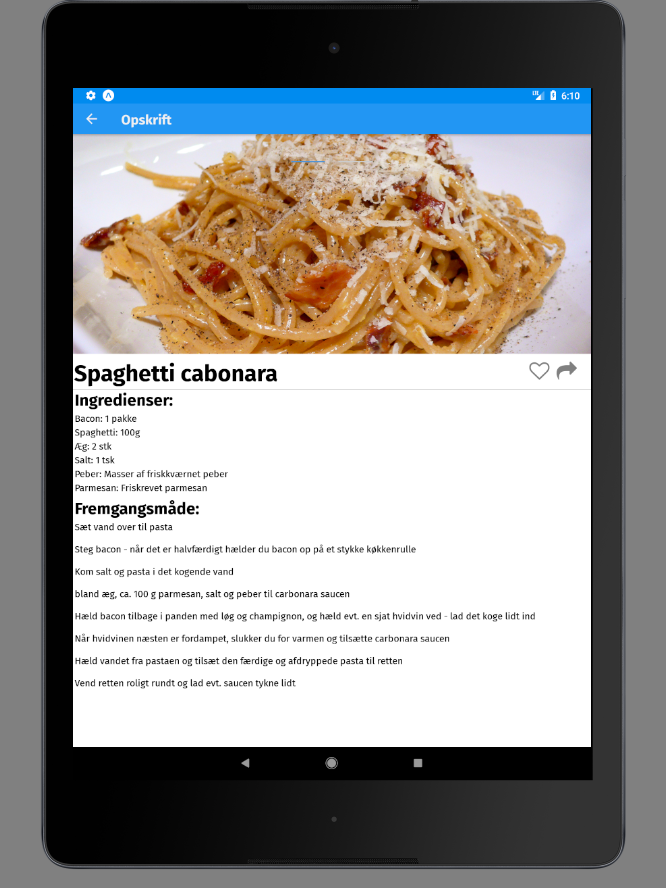 LTE 6:10
Opskrift
Spaghetti cabonara
Ingredienser:
Bacon: 1 pakke
Spaghetti: 100g
Æg: 2 stk
Salt: 1 tsk
Peber: Masser af friskkværnet peber
Parmesan: Friskrevet parmesan
Fremgangsmåde:
Sæt vand over til pasta
Steg bacon - når det er halvfærdigt hælder du bacon op på et stykke køkkenrulle
Kom salt og pasta i det kogende vand
bland æg, ca. 100 g parmesan, salt og peber til carbonara saucen
Hæld bacon tilbage i panden med løg og champignon, og hæld evt. en sjat hvidvin ved - lad det koge lidt ind
Når hvidvinen næsten er fordampet, slukker du for varmen og tilsætte carbonara saucen
Hæld vandet fra pastaen og tilsæt den færdige og afdryppede pasta til retten
Vend retten roligt rundt og lad evt. saucen tykne lidt